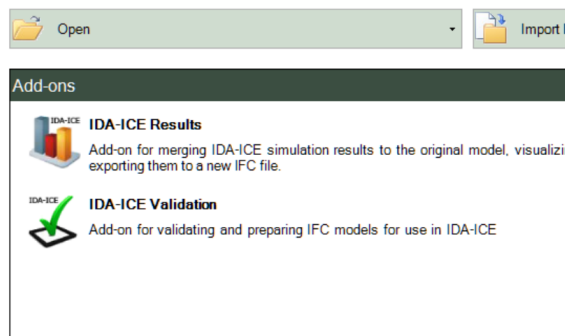 Open
Import
Add-ons
IDA-ICE
IDA-ICE Results
Add-on for merging IDA-ICE simulation results to the original model,
exporting them to a new IFC file.
IDA-ICE
IDA-ICE Validation
Add-on for validating and preparing IFC models for use in IDA-ICE